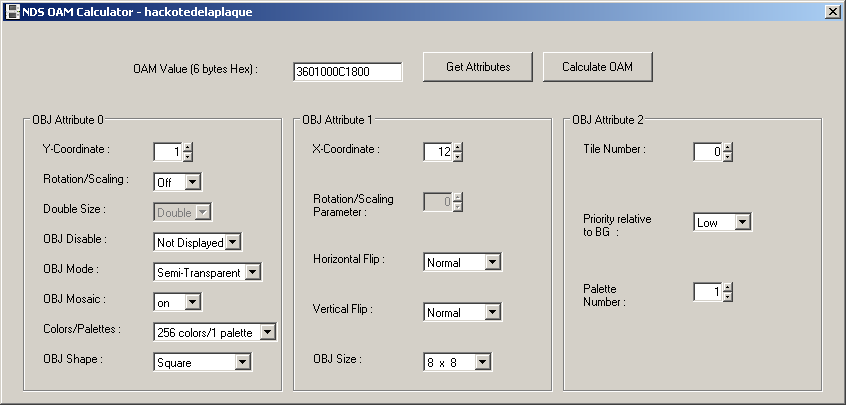 NDS OAM Calculator - hackotedelaplaque
OAM Value (6 bytes Hex) : 3601000C1800 Get Attributes Calculate OAM
OBJ Attribute 0
Y-Coordinate : 1
Rotation/Scaling : Off
Double Size : Double
OBJ Disable : Not Displayed
OBJ Mode : Semi-Transparent
OBJ Mosaic : on
Colors/Palettes : 256 colors/1 palette
OBJ Shape : Square
OBJ Attribute 1
X-Coordinate : 12
Rotation/Scaling
Parameter : 0
Horizontal Flip : Normal
Vertical Flip : Normal
OBJ Size : 8 x 8
OBJ Attribute 2
Tile Number : 0
Priority relative
to BG : Low
Palette
Number : 1